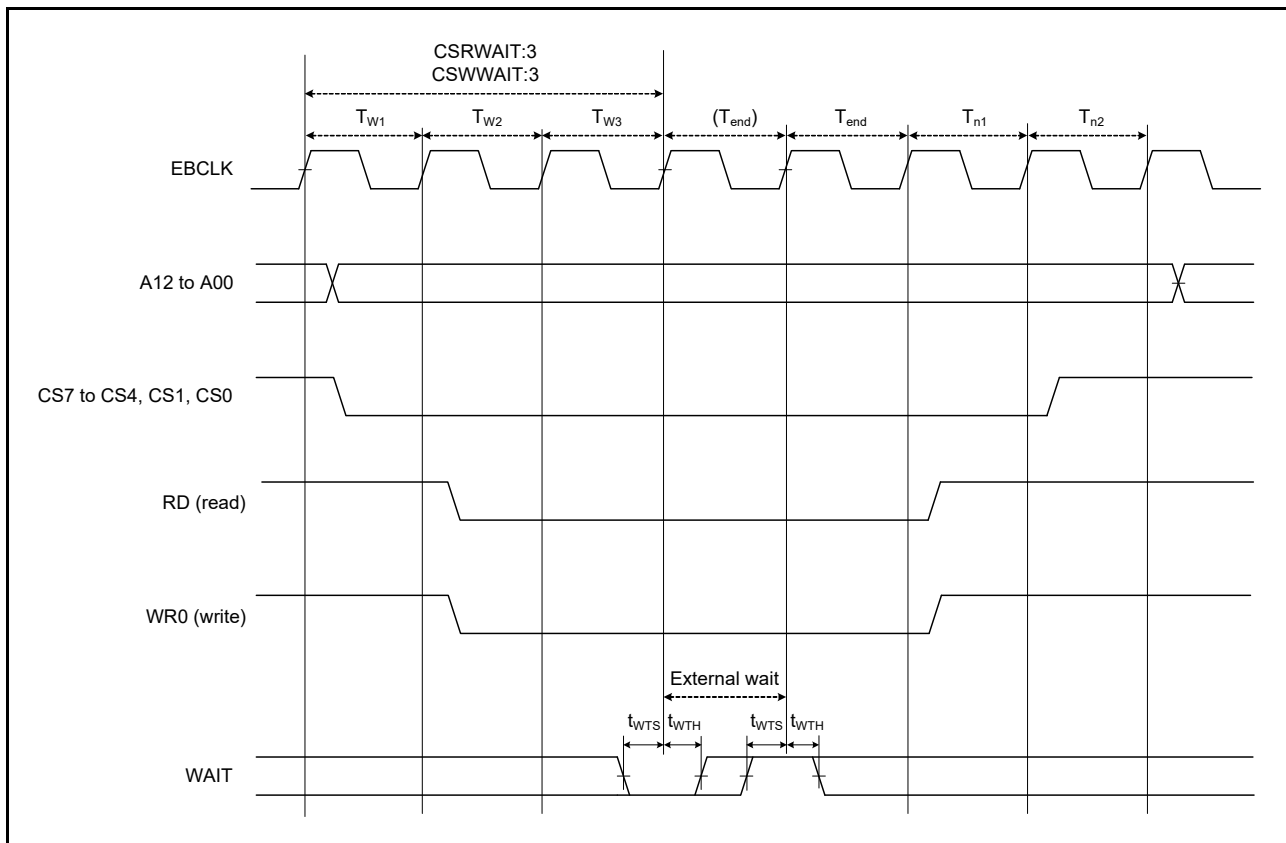 CSRWAIT:3
CSWWAIT:3
TW1 TW2 TW3 (Tend) Tend Tn1 Tn2
EBCLK
A12 to A00
CS7 to CS4, CS1, CS0
RD (read)
WR0 (write)
External wait
tWTS tWTH tWTS tWTH
WAIT